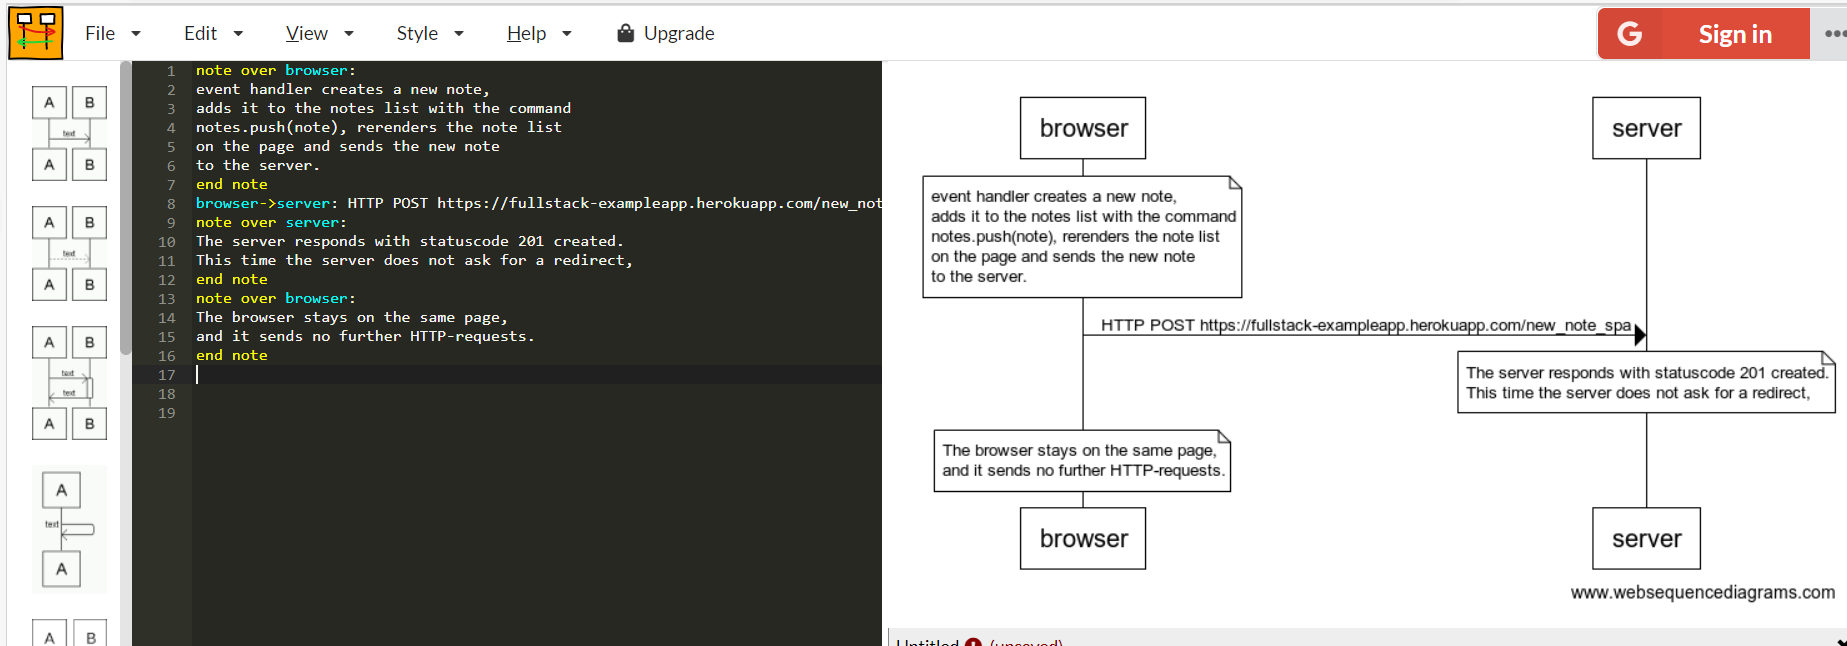 File Edit View Style Help Upgrade
G Sign in
A B
text
A B
A B
text
A B
A B
text
text
A B
A
text
A
A B
1 note over browser:
2 event handler creates a new note,
3 adds it to the notes list with the command
4 notes.push(note), rerenders the note list
5 on the page and sends the new note
6 to the server.
7 end note
8 browser->server: HTTP POST https://fullstack-exampleapp.herokuapp.com/new_not
9 note over server:
10 The server responds with statuscode 201 created.
11 This time the server does not ask for a redirect,
12 end note
13 note over browser:
14 The browser stays on the same page,
15 and it sends no further HTTP-requests.
16 end note
17
18
19
browser server
event handler creates a new note,
adds it to the notes list with the command
notes.push(note), rerenders the note list
on the page and sends the new note
to the server.
HTTP POST https://fullstack-exampleapp.herokuapp.com/new_note_spa
The server responds with statuscode 201 created.
This time the server does not ask for a redirect,
The browser stays on the same page,
and it sends no further HTTP-requests.
browser server
www.websequencediagrams.com
Untitled (unsaved)